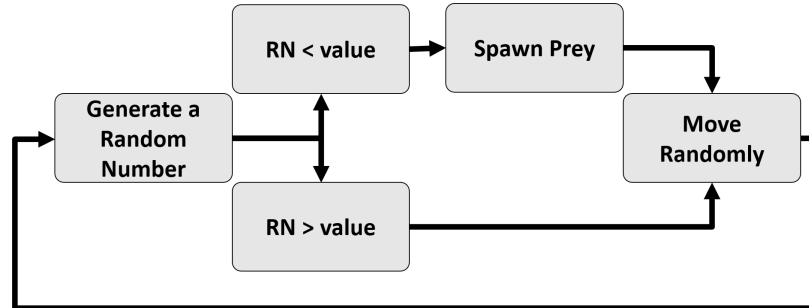 RN < value
Spawn Prey
Generate a
Random
Number
Move
Randomly
RN > value